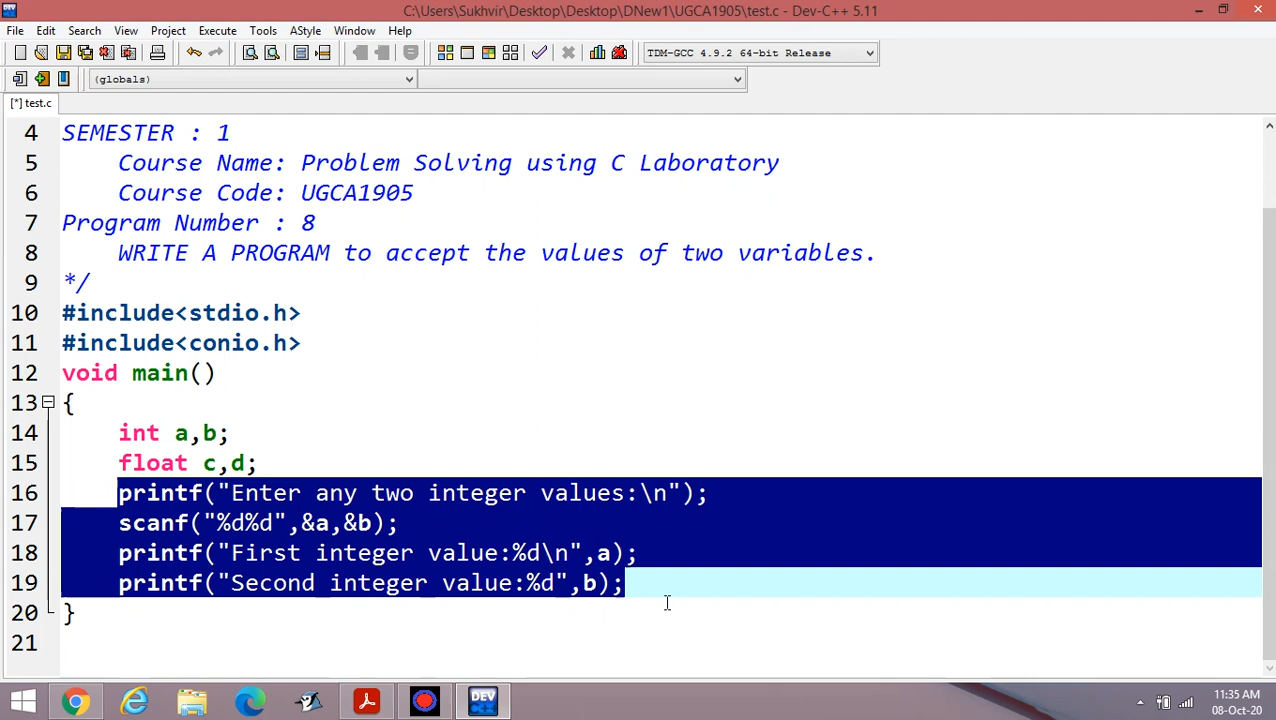 C:\Users\Sukhvir\Desktop\Desktop\DNew1\UGCA1905\test.c - Dev-C++ 5.11
File Edit Search View Project Execute Tools AStyle Window Help
TDM-GCC 4.9.2 64-bit Release
(globals)
[*] test.c
4 SEMESTER : 1
5 Course Name: Problem Solving using C Laboratory
6 Course Code: UGCA1905
7 Program Number : 8
8 WRITE A PROGRAM to accept the values of two variables.
9 */
10 #include<stdio.h>
11 #include<conio.h>
12 void main()
13 {
14 int a,b;
15 float c,d;
16 printf("Enter any two integer values:\n");
17 scanf("%d%d",&a,&b);
18 printf("First integer value:%d\n",a);
19 printf("Second integer value:%d",b);
20 }
21
DEV C++
11:35 AM
08-Oct-20